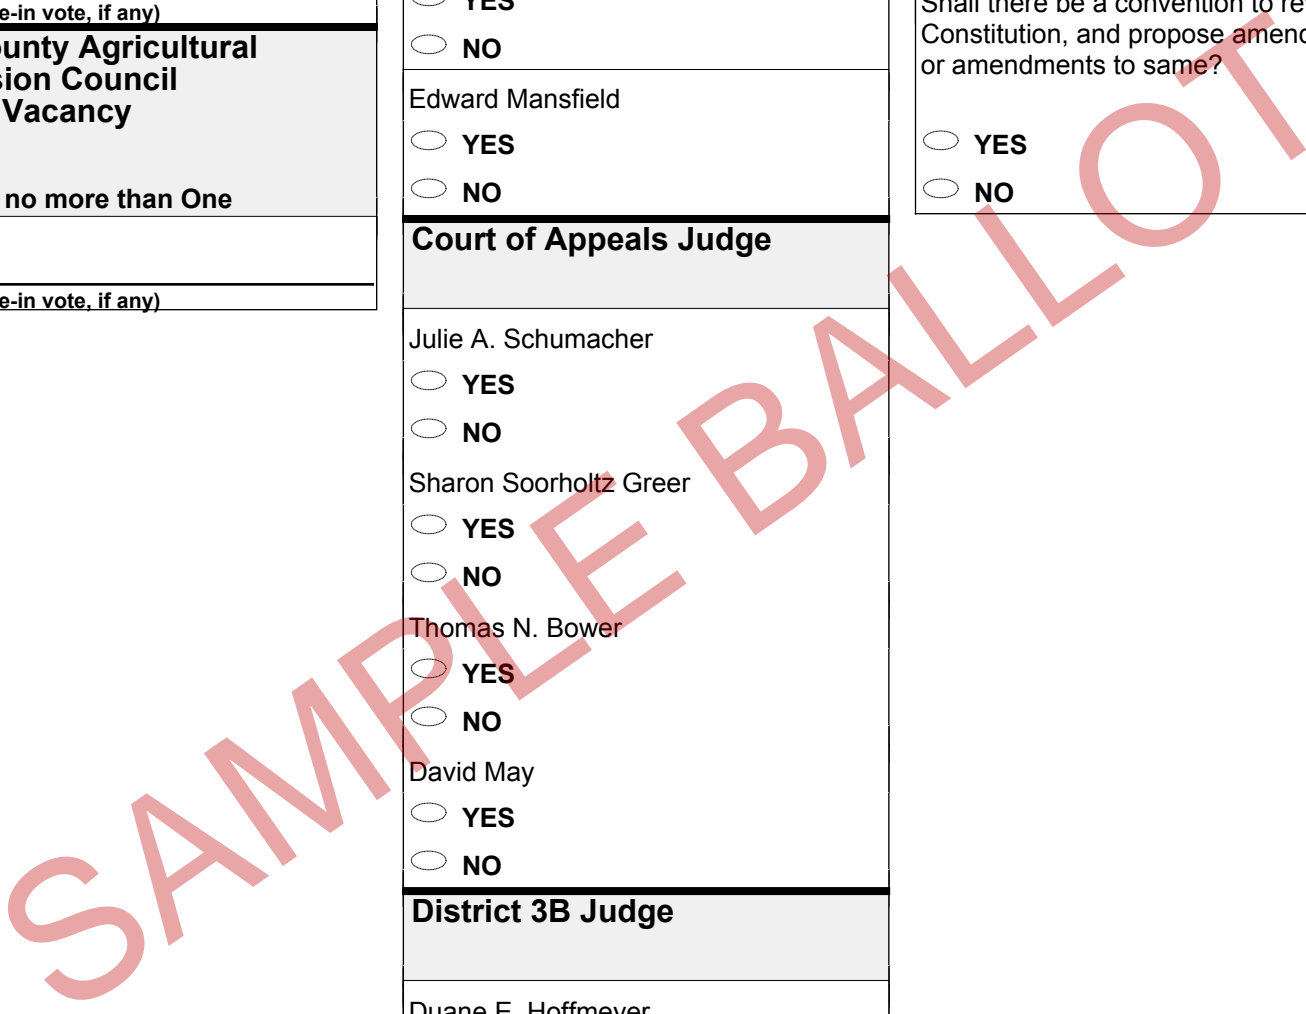 e-in vote, if any)
unty Agricultural
sion Council
Vacancy
no more than One
e-in vote, if any)
YES
NO
Edward Mansfield
YES
NO
Court of Appeals Judge
Julie A. Schumacher
YES
NO
Sharon Soorholtz Greer
YES
NO
Thomas N. Bower
YES
NO
David May
YES
NO
District 3B Judge
Duane E. Hoffmeyer
Shall there be a convention to re
Constitution, and propose amend
or amendments to same?
YES
NO
SAMPLE BALLOT